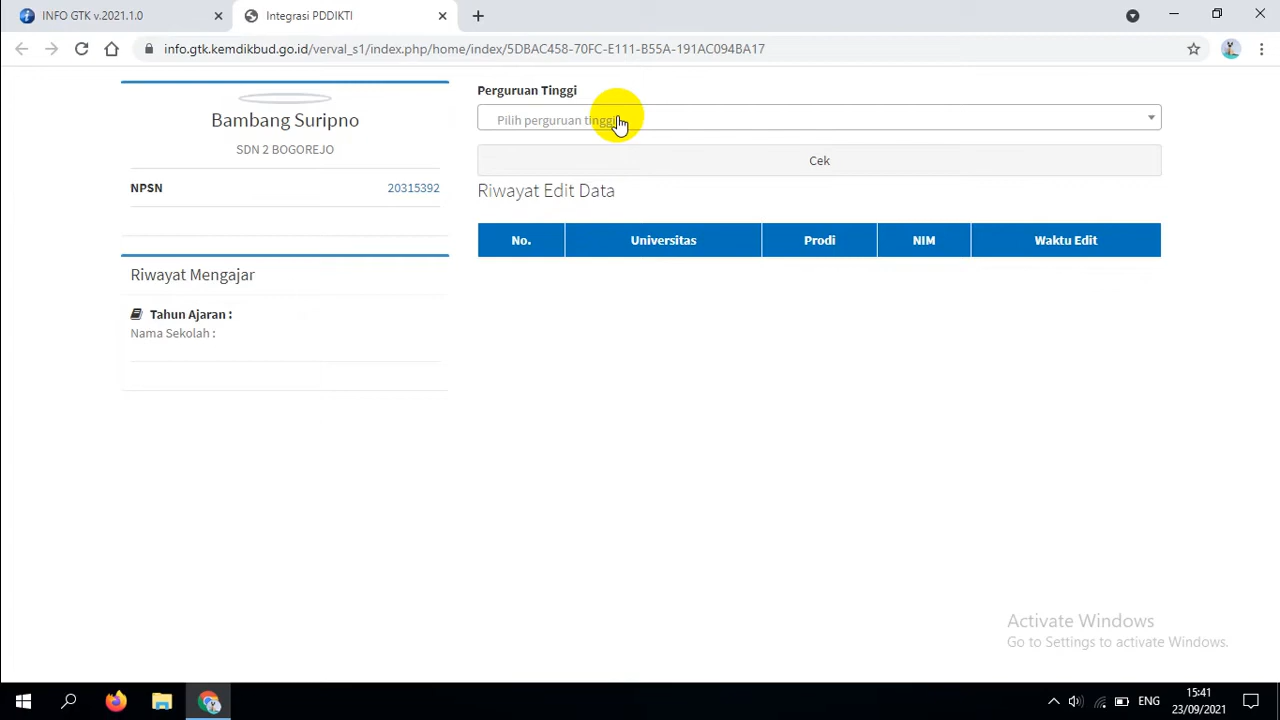 INFO GTK v.2021.1.0
Integrasi PDDIKTI
info.gtk.kemdikbud.go.id/verval_s1/index.php/home/index/5DBAC458-70FC-E111-B55A-191AC094BA17
Bambang Suripno
SDN 2 BOGOREJO
NPSN 20315392
Riwayat Mengajar
Tahun Ajaran :
Nama Sekolah :
Perguruan Tinggi
Pilih perguruan tinggi
Cek
Riwayat Edit Data
No. Universitas Prodi NIM Waktu Edit
Activate Windows
Go to Settings to activate Windows.
ENG
15:41
23/09/2021